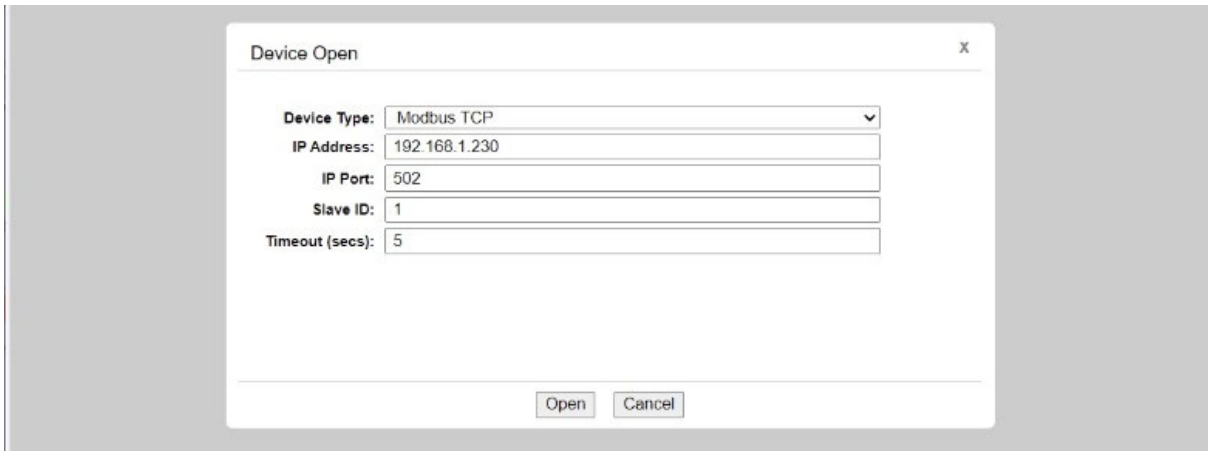 Device Open x
Device Type: Modbus TCP
IP Address: 192.168.1.230
IP Port: 502
Slave ID: 1
Timeout (secs): 5
Open Cancel